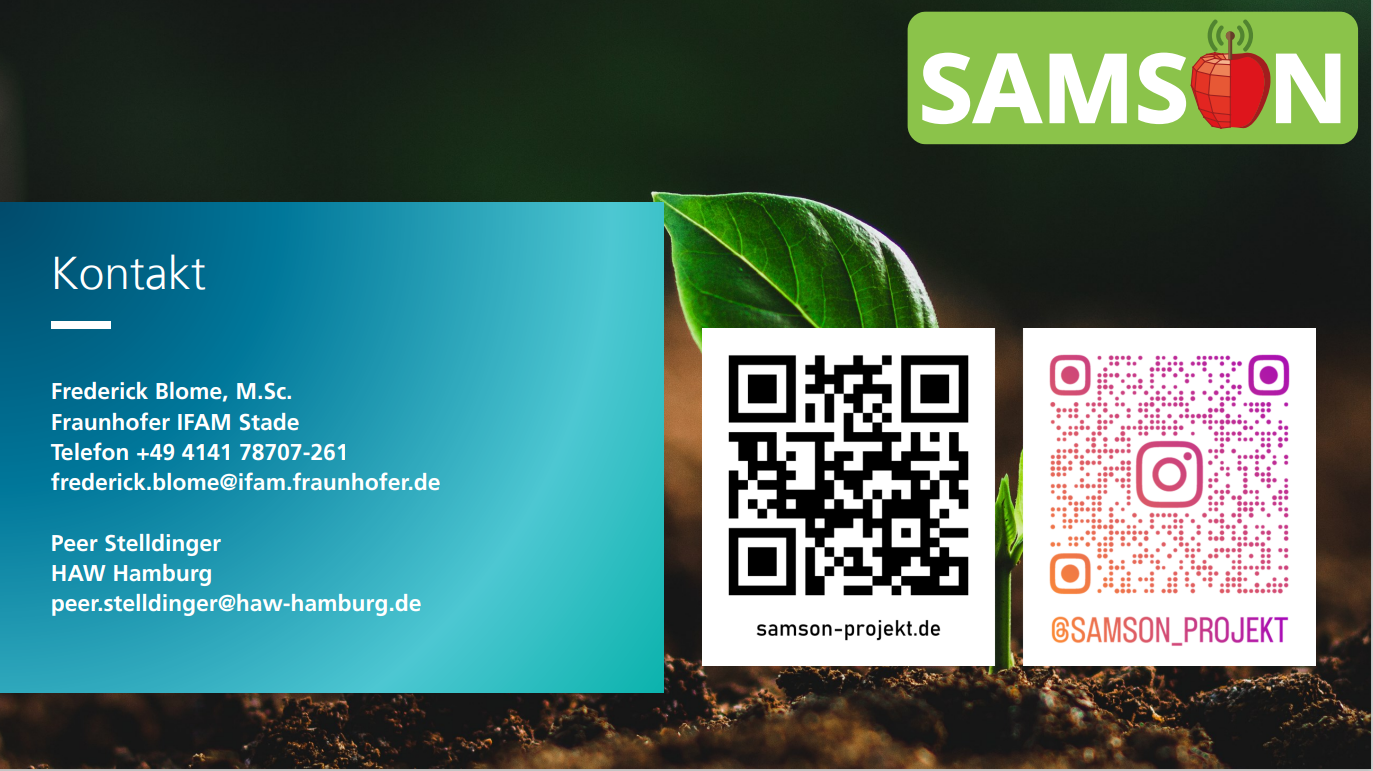 SAMSON
Kontakt
Frederick Blome, M.Sc.
Fraunhofer IFAM Stade
Telefon +49 4141 78707-261
frederick.blome@ifam.fraunhofer.de
Peer Stelldinger
HAW Hamburg
peer.stelldinger@haw-hamburg.de
samson-projekt.de
@SAMSON_PROJEKT